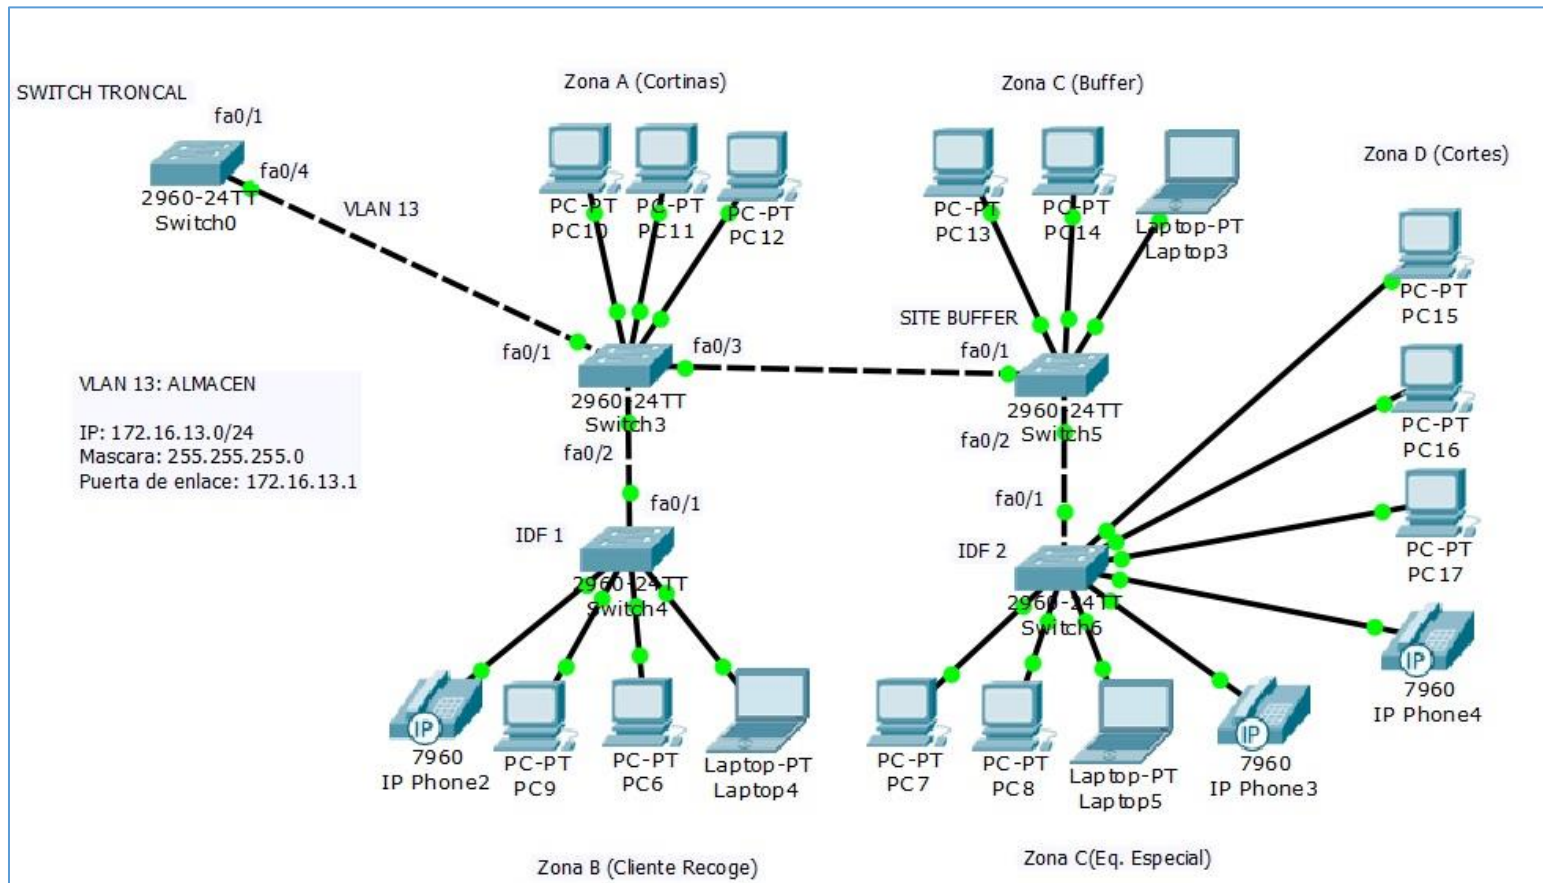 SWITCH TRONCAL
fa0/1
fa0/4
2960-24TT
Switch0
VLAN 13
Zona A (Cortinas)
PC-PT
PC10
PC-PT
PC11
PC-PT
PC12
Zona C (Buffer)
PC-PT
PC13
PC-PT
PC14
Laptop-PT
Laptop3
Zona D (Cortes)
PC-PT
PC15
PC-PT
PC16
PC-PT
PC17
7960
IP Phone4
IP
fa0/1
fa0/3
2960-24TT
Switch3
fa0/2
SITE BUFFER
fa0/1
2960-24TT
Switch5
fa0/2
VLAN 13: ALMACEN
IP: 172.16.13.0/24
Mascara: 255.255.255.0
Puerta de enlace: 172.16.13.1
fa0/1
IDF 1
2960-24TT
Switch4
fa0/1
IDF 2
2960-24TT
Switch6
IP
7960
IP Phone2
PC-PT
PC9
PC-PT
PC6
Laptop-PT
Laptop4
PC-PT
PC7
PC-PT
PC8
Laptop-PT
Laptop5
IP
7960
IP Phone3
Zona B (Cliente Recoge)
Zona C(Eq. Especial)